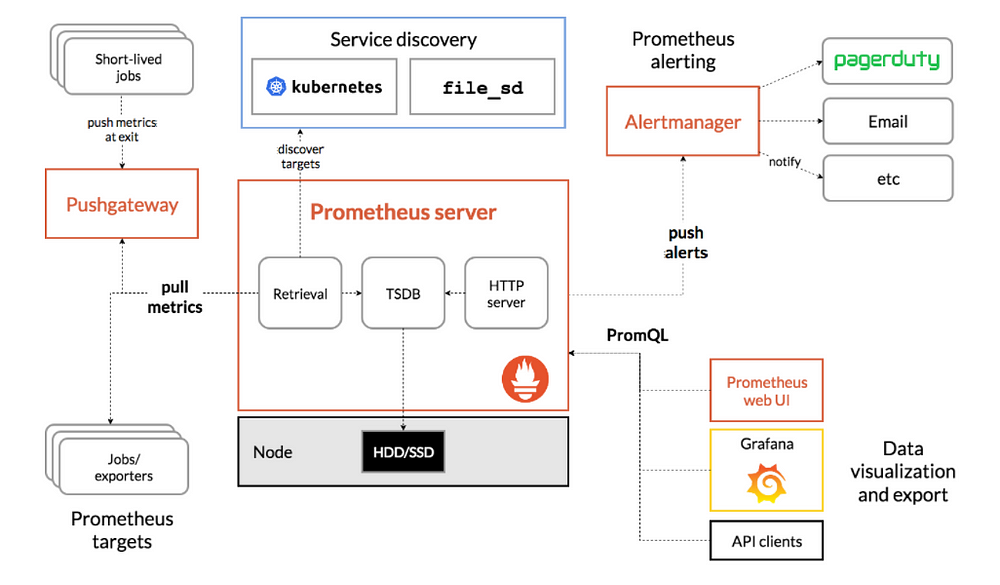 Short-lived
jobs
push metrics
at exit
Pushgateway
Service discovery
kubernetes
file_sd
discover
targets
Prometheus
alerting
Alertmanager
pagerduty
Email
notify
etc
Prometheus server
Retrieval
TSDB
HTTP
server
pull
metrics
push
alerts
PromQL
Node
HDD/SSD
Jobs/
exporters
Prometheus
targets
Prometheus
web UI
Grafana
API clients
Data
visualization
and export